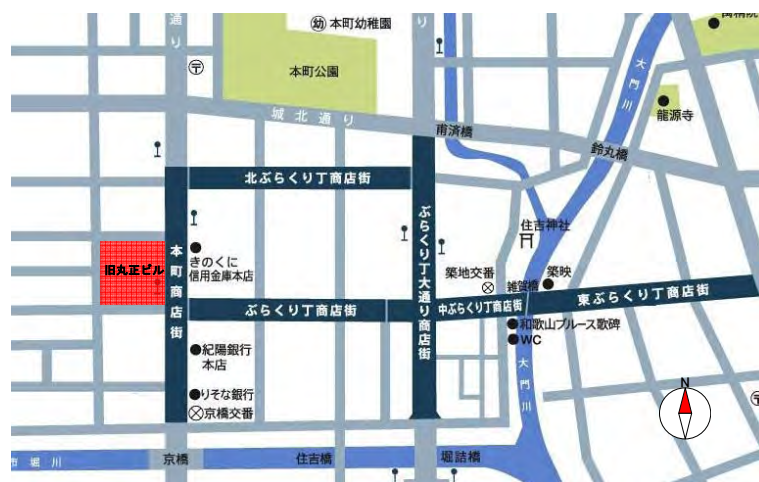 通り
り
幼 本町幼稚園
本町公園
大門川
龍源寺
城北通り
甫済橋
鈴丸橋
北ぶらくり丁商店街
住吉神社
本町商店街
ぶらくり丁大通り商店街
旧丸正ビル
きのくに
信用金庫本店
築地交番
雑賀橋
築映
ぶらくり丁商店街
中ぶらくり丁商店街
東ぶらくり丁商店街
和歌山ブルース歌碑
WC
紀陽銀行
本店
大門川
りそな銀行
京橋交番
N
市堀川
京橋
住吉橋
堀詰橋